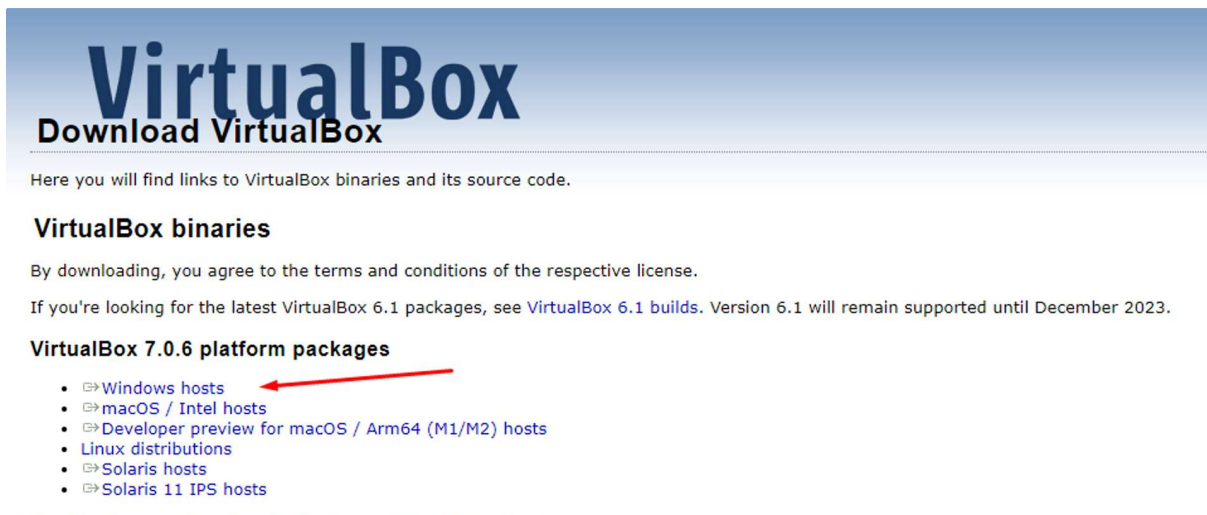 VirtualBox
Download VirtualBox
Here you will find links to VirtualBox binaries and its source code.
VirtualBox binaries
By downloading, you agree to the terms and conditions of the respective license.
If you're looking for the latest VirtualBox 6.1 packages, see VirtualBox 6.1 builds. Version 6.1 will remain supported until December 2023.
VirtualBox 7.0.6 platform packages
Windows hosts
macOS / Intel hosts
Developer preview for macOS / Arm64 (M1/M2) hosts
Linux distributions
Solaris hosts
Solaris 11 IPS hosts